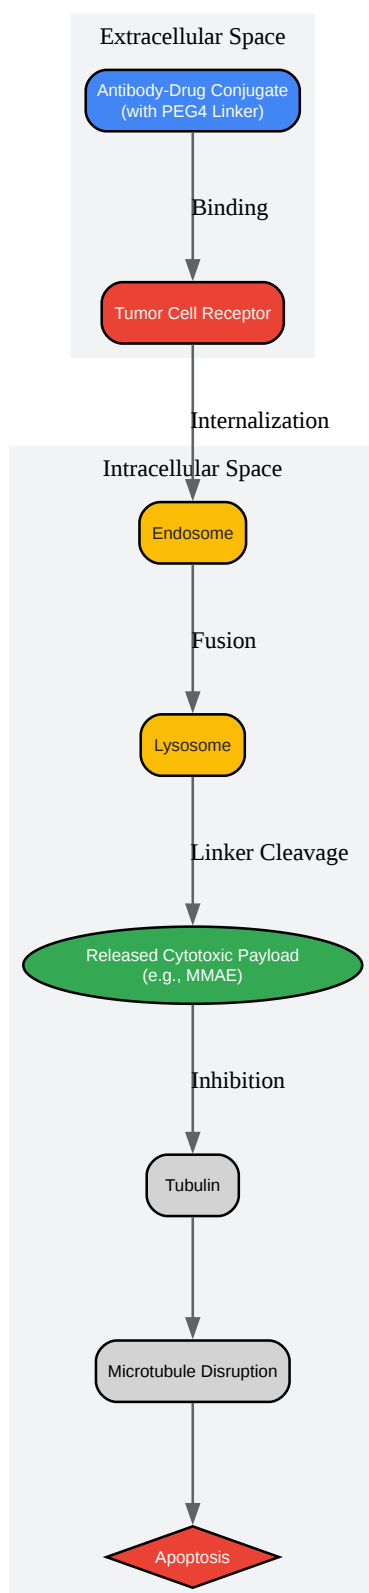 Extracellular Space
Antibody-Drug Conjugate
(with PEG4 Linker)
Binding
Tumor Cell Receptor
Internalization
Intracellular Space
Endosome
Fusion
Lysosome
Linker Cleavage
Released Cytotoxic Payload
(e.g., MMAE)
Inhibition
Tubulin
Microtubule Disruption
Apoptosis